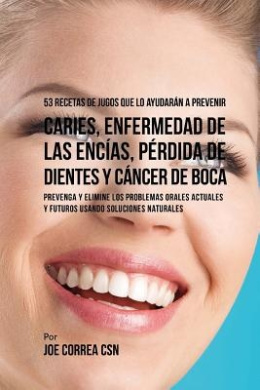 53 RECETAS DE JUGOS QUE LO AYUDARÁN A PREVENIR
CARIES, ENFERMEDAD DE
LAS ENCÍAS, PÉRDIDA DE
DIENTES Y CÁNCER DE BOCA
PREVENGA Y ELIMINE LOS PROBLEMAS ORALES ACTUALES
Y FUTUROS USANDO SOLUCIONES NATURALES
Por
JOE CORREA CSN